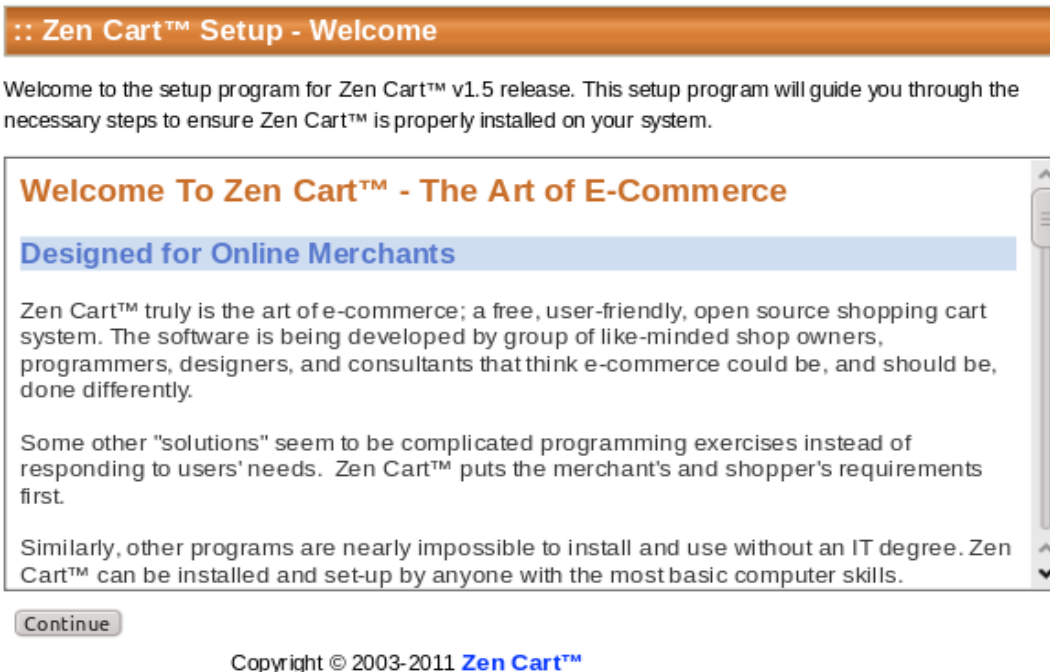 :: Zen Cart™ Setup - Welcome
Welcome to the setup program for Zen Cart™ v1.5 release. This setup program will guide you through the
necessary steps to ensure Zen Cart™ is properly installed on your system.
Welcome To Zen Cart™ - The Art of E-Commerce
Designed for Online Merchants
Zen Cart™ truly is the art of e-commerce; a free, user-friendly, open source shopping cart
system. The software is being developed by group of like-minded shop owners,
programmers, designers, and consultants that think e-commerce could be, and should be,
done differently.
Some other "solutions" seem to be complicated programming exercises instead of
responding to users' needs.  Zen Cart™ puts the merchant's and shopper's requirements
first.
Similarly, other programs are nearly impossible to install and use without an IT degree. Zen
Cart™ can be installed and set-up by anyone with the most basic computer skills.
Continue
Copyright © 2003-2011 Zen Cart™